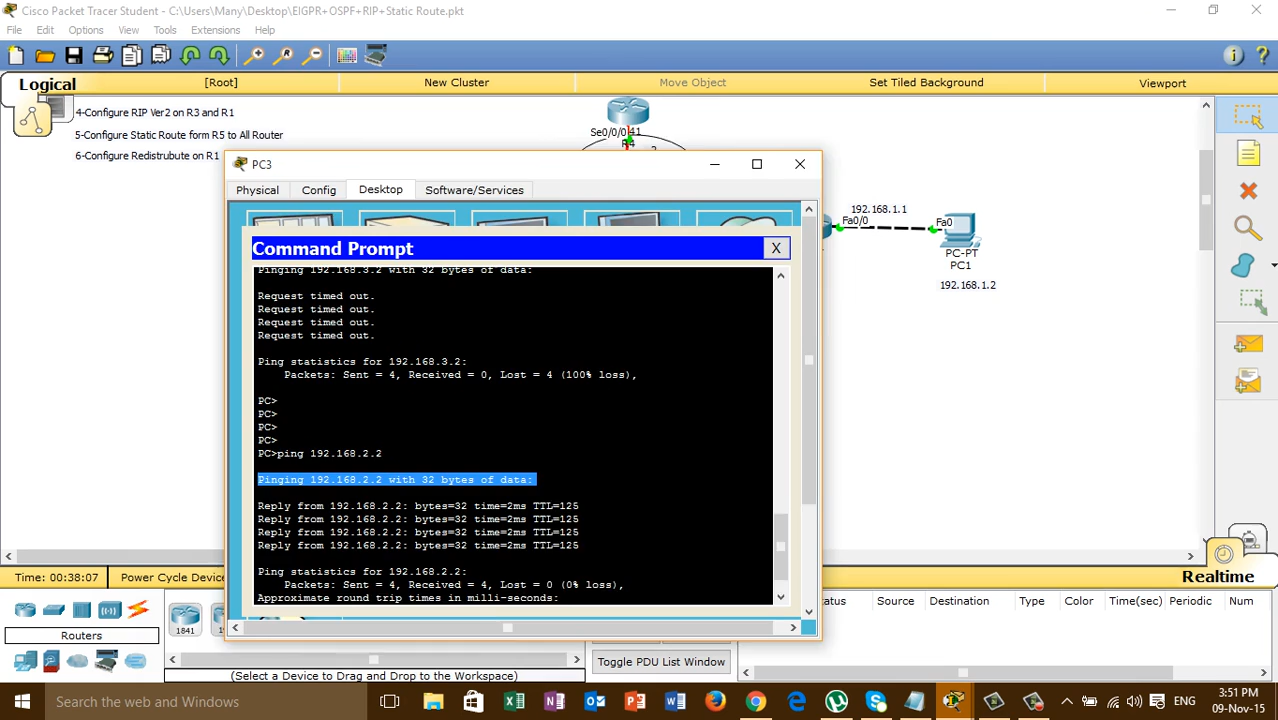 Cisco Packet Tracer Student - C:\Users\Many\Desktop\EIGPR+OSPF+RIP+Static Route.pkt
File Edit Options View Tools Extensions Help
Logical [Root] New Cluster Move Object Set Tiled Background Viewport
4-Configure RIP Ver2 on R3 and R1
5-Configure Static Route form R5 to All Router
6-Configure Redistrubute on R1
Se0/0/0
R4
PC3
Physical Config Desktop Software/Services
Command Prompt X
Pinging 192.168.3.2 with 32 bytes of data:
Request timed out.
Request timed out.
Request timed out.
Request timed out.
Ping statistics for 192.168.3.2:
Packets: Sent = 4, Received = 0, Lost = 4 (100% loss),
PC>
PC>
PC>
PC>
PC>ping 192.168.2.2
Pinging 192.168.2.2 with 32 bytes of data:
Reply from 192.168.2.2: bytes=32 time=2ms TTL=125
Reply from 192.168.2.2: bytes=32 time=2ms TTL=125
Reply from 192.168.2.2: bytes=32 time=2ms TTL=125
Reply from 192.168.2.2: bytes=32 time=2ms TTL=125
Ping statistics for 192.168.2.2:
Packets: Sent = 4, Received = 4, Lost = 0 (0% loss),
Approximate round trip times in milli-seconds:
192.168.1.1
Fa0/0 Fa0
PC-PT
PC1
192.168.1.2
Time: 00:38:07 Power Cycle Device
Realtime
Routers
1841
(Select a Device to Drag and Drop to the Workspace)
Toggle PDU List Window
Source Destination Type Color Time(sec) Periodic Num
Search the web and Windows
ENG
3:51 PM
09-Nov-15